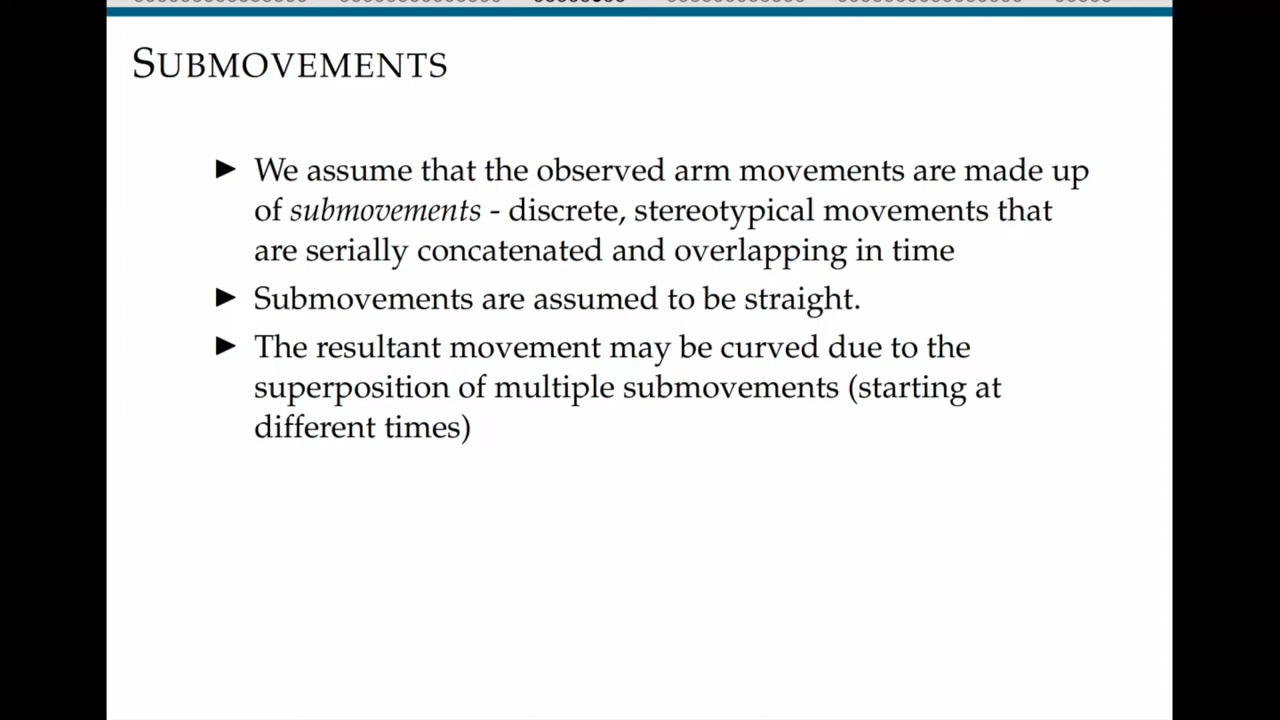 SUBMOVEMENTS
We assume that the observed arm movements are made up
of submovements - discrete, stereotypical movements that
are serially concatenated and overlapping in time
Submovements are assumed to be straight.
The resultant movement may be curved due to the
superposition of multiple submovements (starting at
different times)